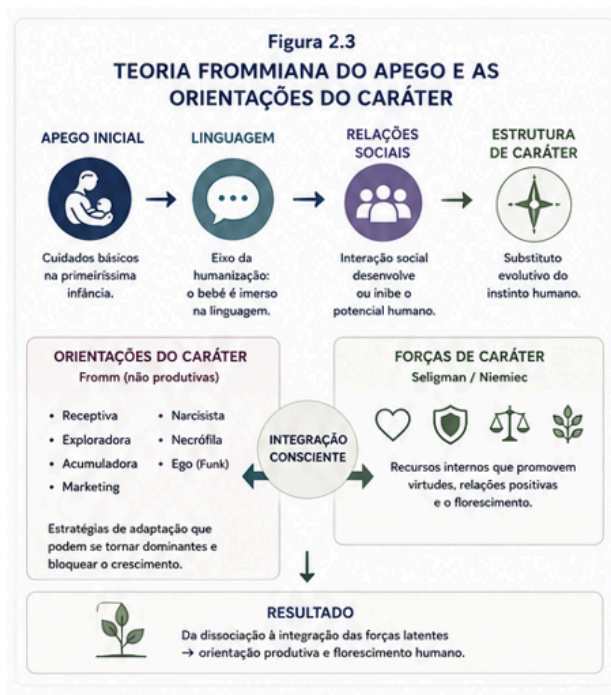 Figura 2.3
TEORIA FROMMIANA DO APEGO E AS
ORIENTAÇÕES DO CARÁTER
APEGO INICIAL
Cuidados básicos
na primeiríssima
infância.
LINGUAGEM
Eixo da
humanização:
o bebé é imerso
na linguagem.
RELAÇÕES
SOCIAIS
Interação social
desenvolve
ou inibe o
potencial humano.
ESTRUTURA
DE CARÁTER
Substituto
evolutivo do
instinto humano.
ORIENTAÇÕES DO CARÁTER
Fromm (não produtivas)
• Receptiva
• Exploradora
• Acumuladora
• Marketing
• Narcisista
• Necrófila
• Ego (Funk)
Estratégias de adaptação que
podem se tornar dominantes e
bloquear o crescimento.
INTEGRAÇÃO
CONSCIENTE
FORÇAS DE CARÁTER
Seligman / Niemiec
Recursos internos que promovem
virtudes, relações positivas
e o florescimento.
RESULTADO
Da dissociação à integração das forças latentes
→ orientação produtiva e florescimento humano.